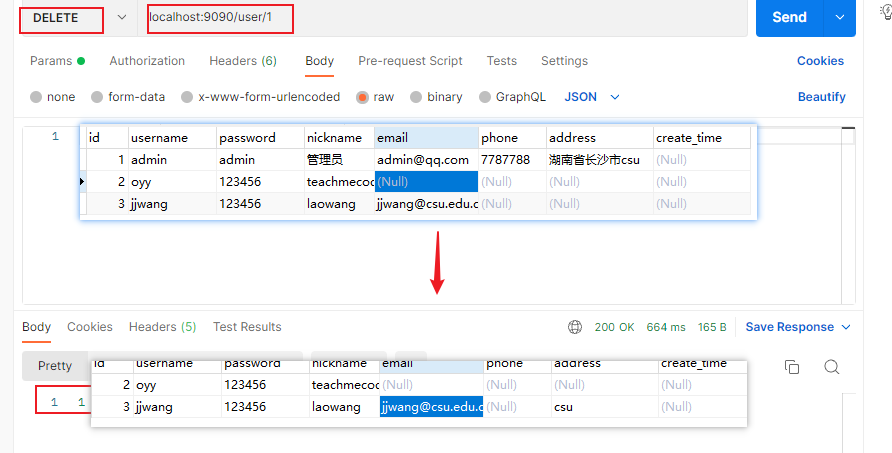 DELETE localhost:9090/user/1 Send
Params Authorization Headers (6) Body Pre-request Script Tests Settings Cookies
none form-data x-www-form-urlencoded raw binary GraphQL JSON Beautify
1
id username password nickname email phone address create_time
1 admin admin 管理员 admin@qq.com 7787788 湖南省长沙市csu (Null)
2 oyy 123456 teachmecoc (Null) (Null) (Null) (Null)
3 jjwang 123456 laowang jjwang@csu.edu.c (Null) (Null) (Null)
Body Cookies Headers (5) Test Results 200 OK 664 ms 165 B Save Response
Pretty
id username password nickname email phone address create_time
2 oyy 123456 teachmecoc (Null) (Null) (Null) (Null)
3 jjwang 123456 laowang jjwang@csu.edu.c (Null) csu (Null)
1 1